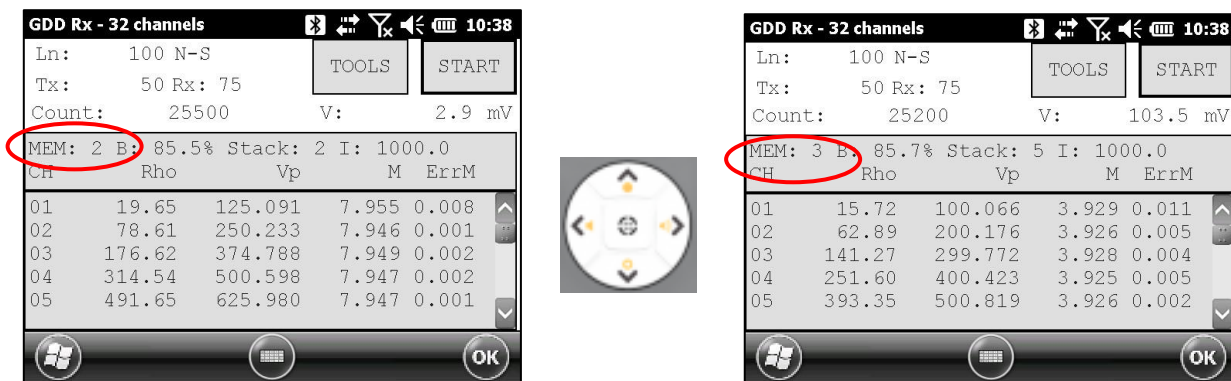 GDD Rx - 32 channels 10:38
Ln: 100 N-S
TOOLS START
Tx: 50 Rx: 75
Count: 25500 V: 2.9 mV
MEM: 2 B: 85.5% Stack: 2 I: 1000.0
CH Rho Vp M ErrM
01 19.65 125.091 7.955 0.008
02 78.61 250.233 7.946 0.001
03 176.62 374.788 7.949 0.002
04 314.54 500.598 7.947 0.002
05 491.65 625.980 7.947 0.001
OK
GDD Rx - 32 channels 10:38
Ln: 100 N-S
TOOLS START
Tx: 50 Rx: 75
Count: 25200 V: 103.5 mV
MEM: 3 B: 85.7% Stack: 5 I: 1000.0
CH Rho Vp M ErrM
01 15.72 100.066 3.929 0.011
02 62.89 200.176 3.926 0.005
03 141.27 299.772 3.928 0.004
04 251.60 400.423 3.925 0.005
05 393.35 500.819 3.926 0.002
OK